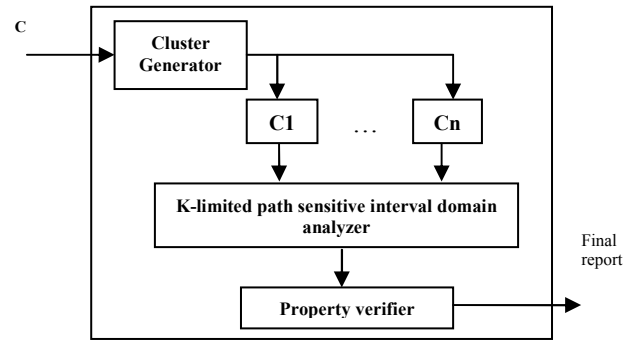 C
Cluster
Generator
C1 ... Cn
K-limited path sensitive interval domain
analyzer
Property verifier
Final
report